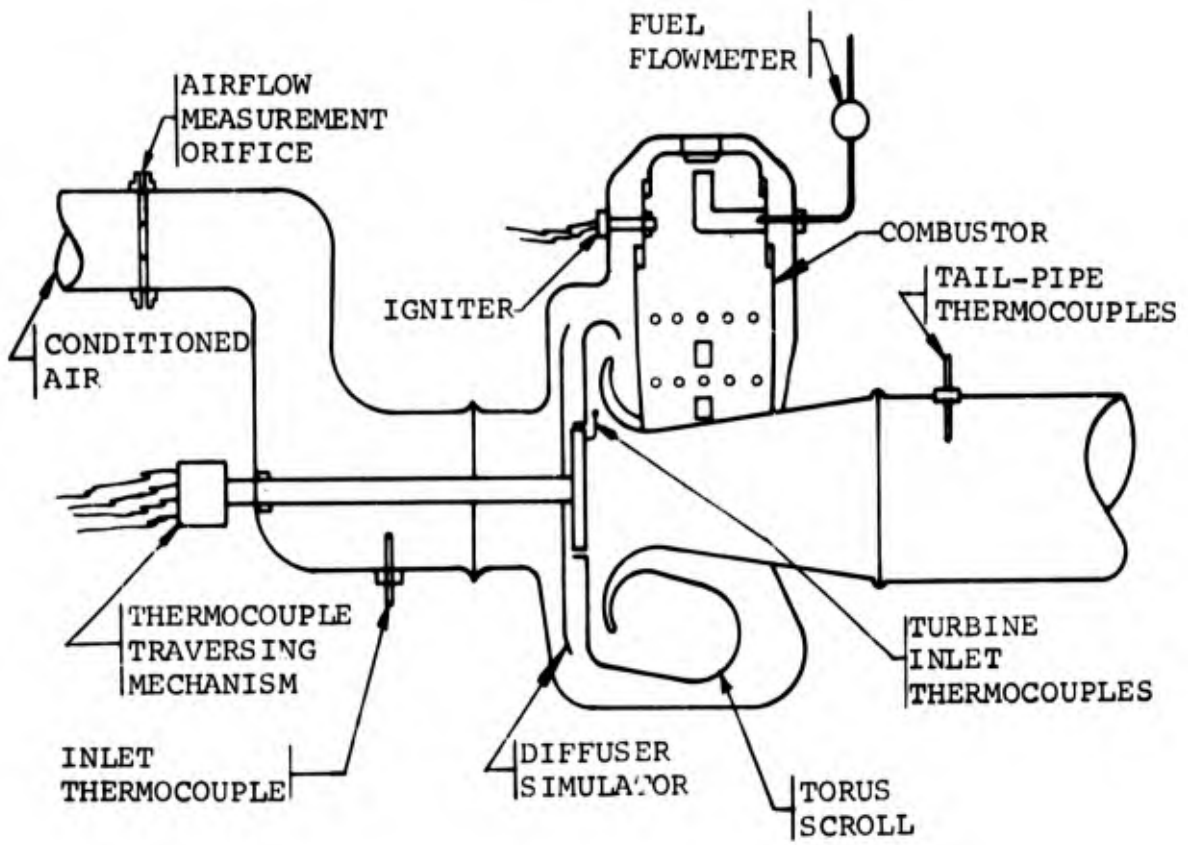 FUEL
FLOWMETER
AIRFLOW
MEASUREMENT
ORIFICE
COMBUSTOR
IGNITER
TAIL-PIPE
THERMOCOUPLES
CONDITIONED
AIR
THERMOCOUPLE
TRAVERSING
MECHANISM
TURBINE
INLET
THERMOCOUPLES
INLET
THERMOCOUPLE
DIFFUSER
SIMULATOR
TORUS
SCROLL